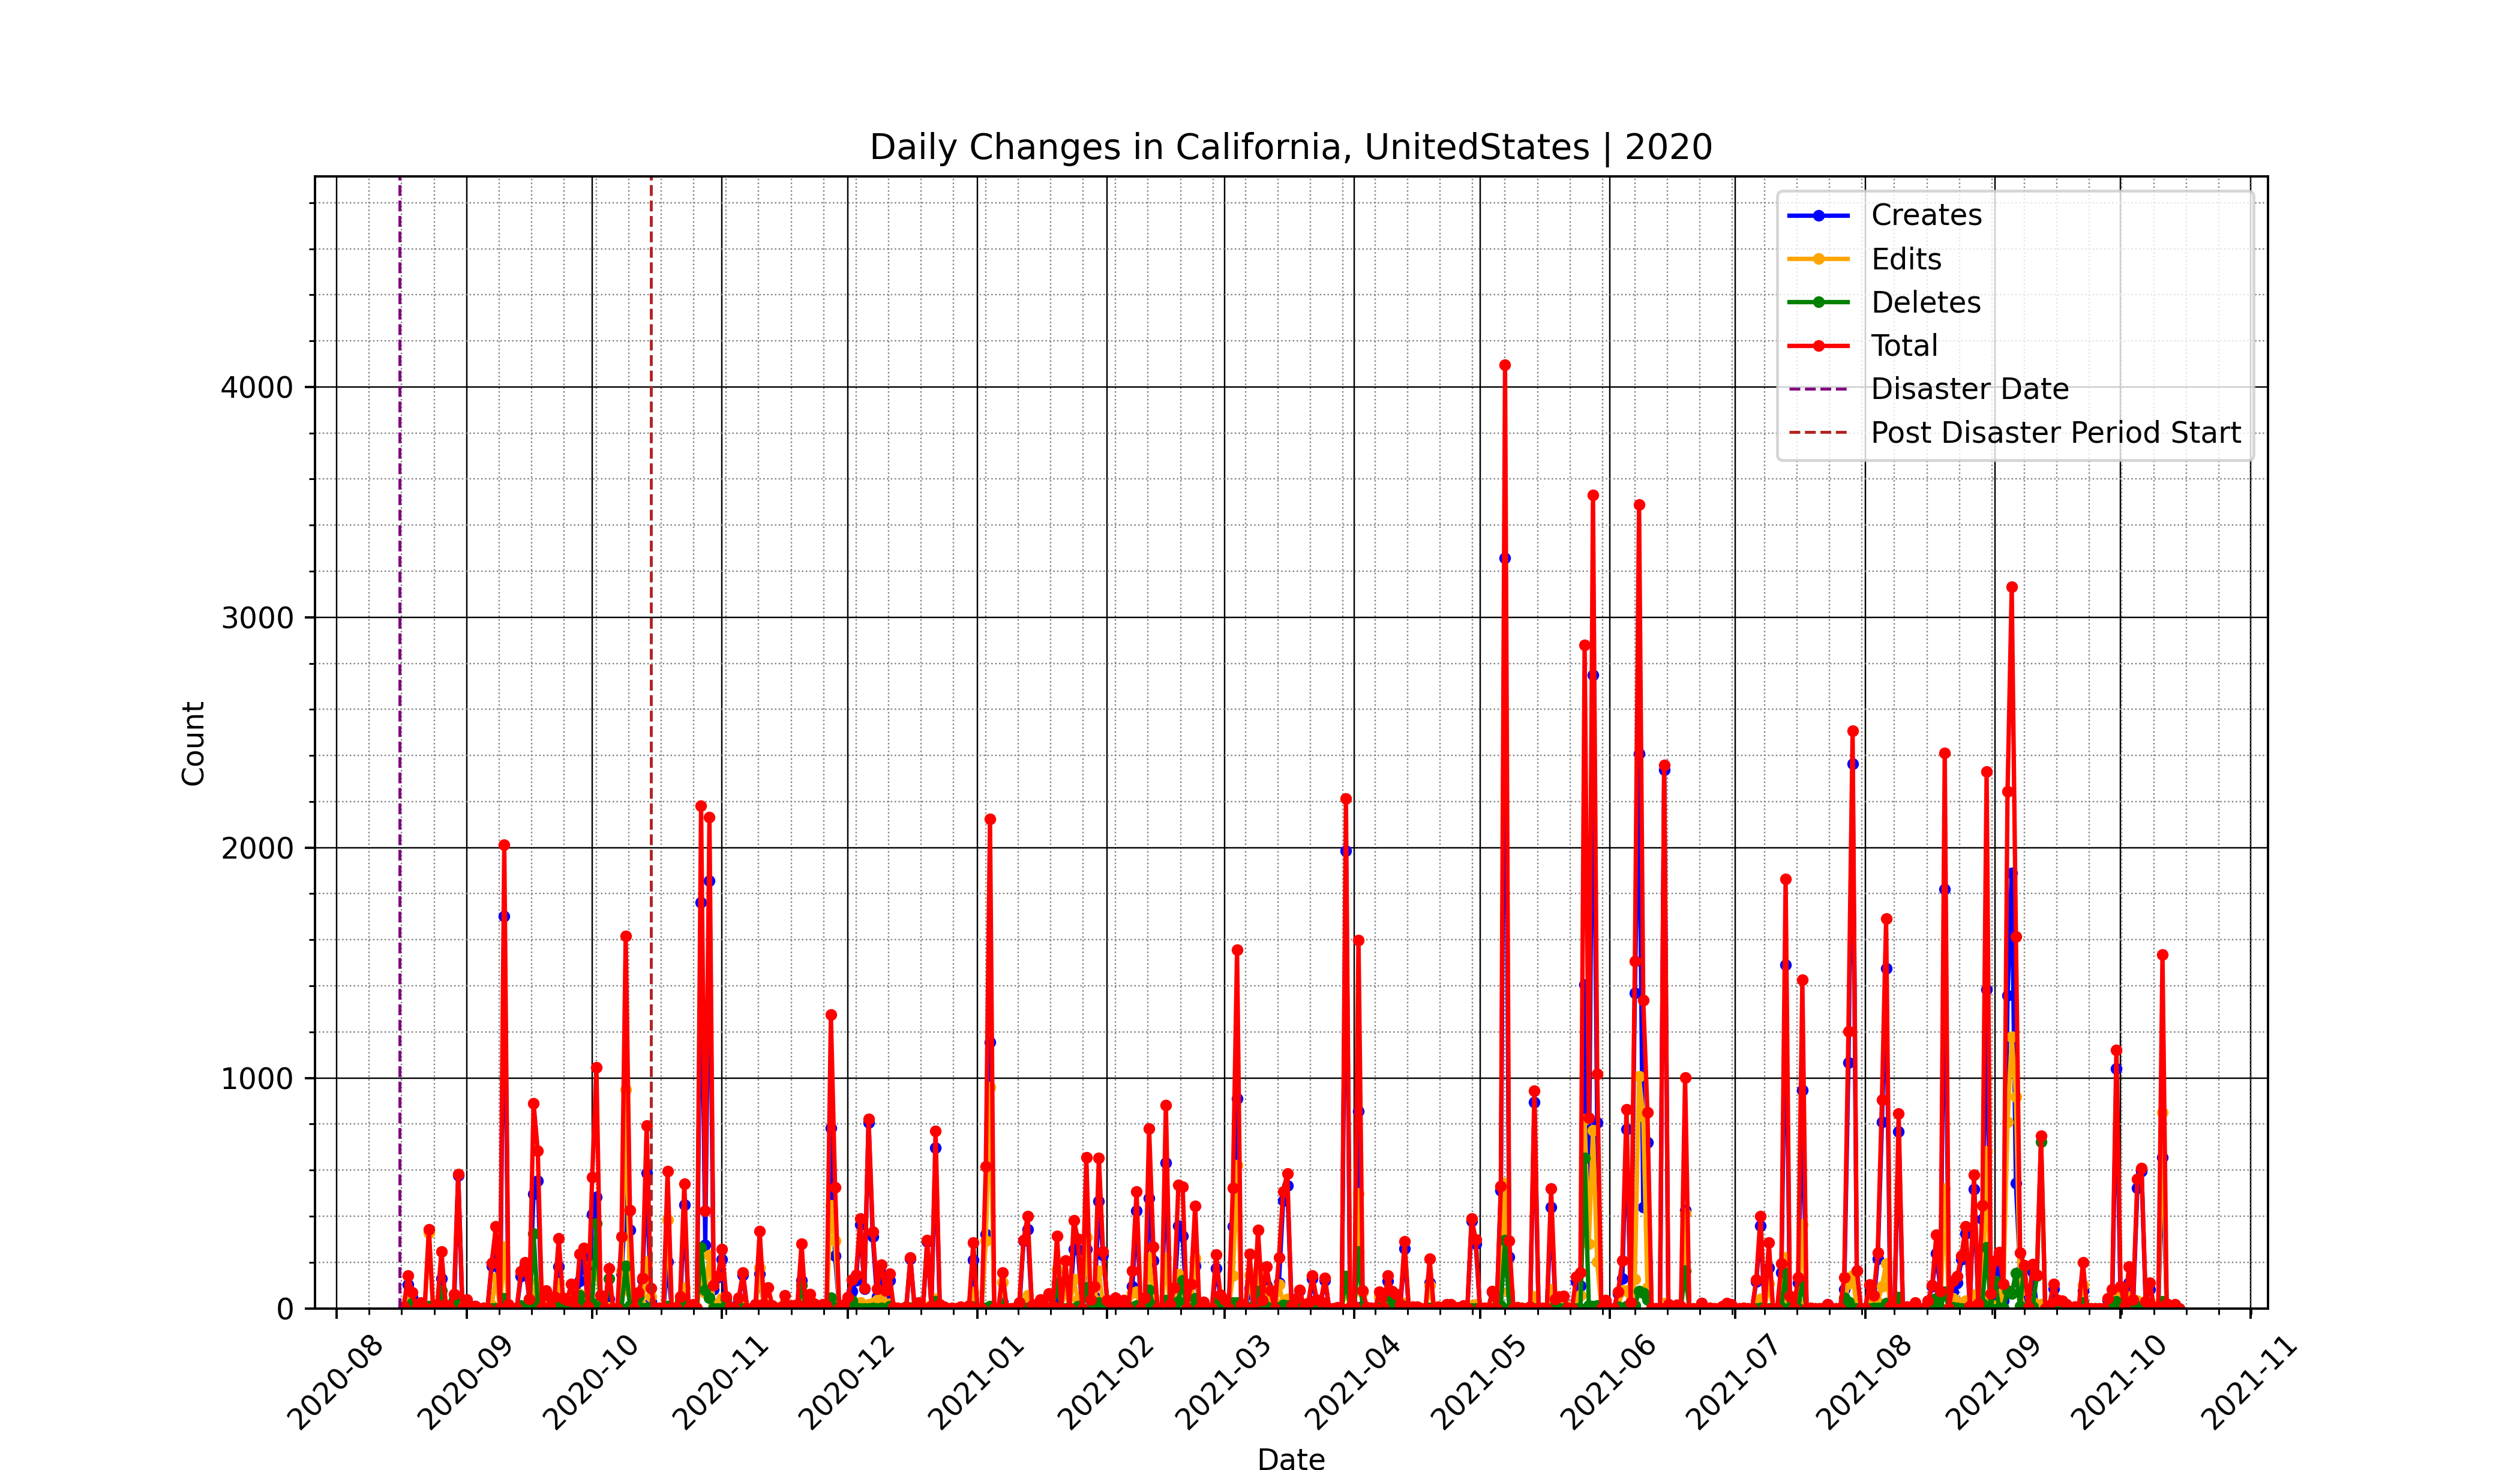 Daily Changes in California, UnitedStates | 2020
Creates
Edits
Deletes
Total
Disaster Date
Post Disaster Period Start
Count
4000
3000
2000
1000
0
2020-08
2020-09
2020-10
2020-11
2020-12
2021-01
2021-02
2021-03
2021-04
2021-05
2021-06
2021-07
2021-08
2021-09
2021-10
2021-11
Date